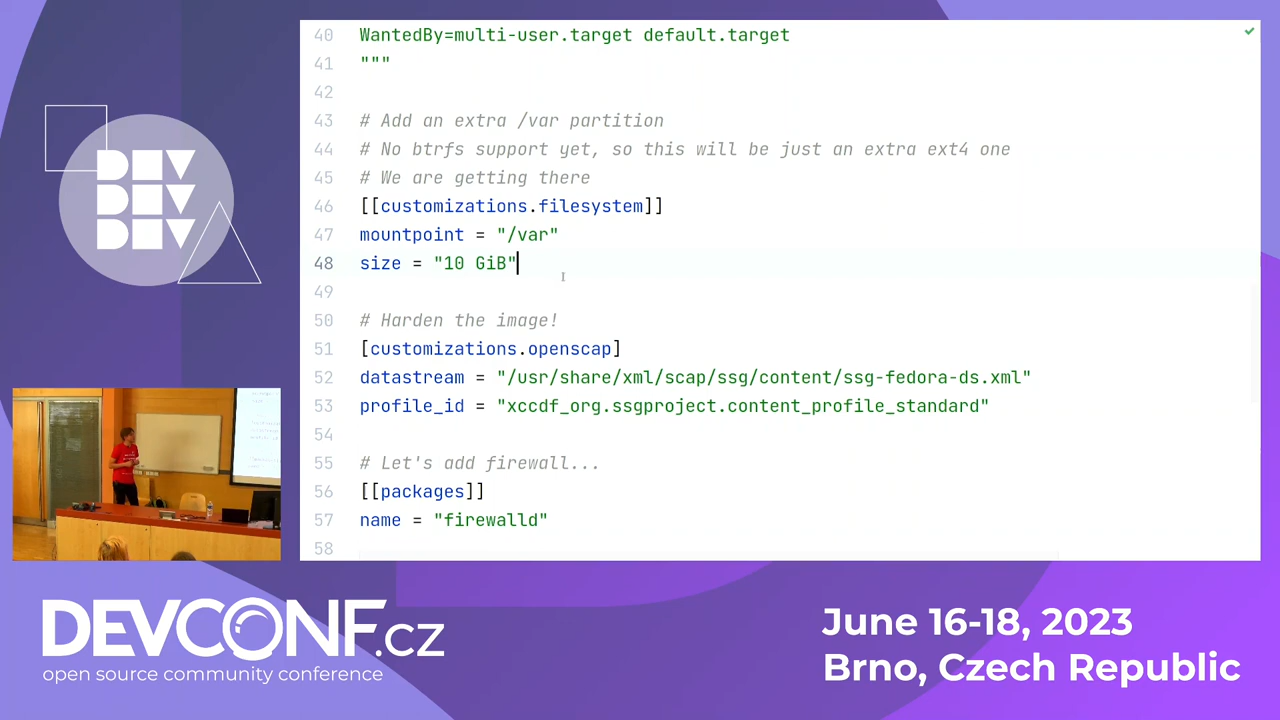 DEV
DEV
DEV
40 WantedBy=multi-user.target default.target
41 """
42
43 # Add an extra /var partition
44 # No btrfs support yet, so this will be just an extra ext4 one
45 # We are getting there
46 [[customizations.filesystem]]
47 mountpoint = "/var"
48 size = "10 GiB"
49
50 # Harden the image!
51 [customizations.openscap]
52 datastream = "/usr/share/xml/scap/ssg/content/ssg-fedora-ds.xml"
53 profile_id = "xccdf_org.ssgproject.content_profile_standard"
54
55 # Let's add firewall...
56 [[packages]]
57 name = "firewalld"
58
DEVCONF.cz
open source community conference
June 16-18, 2023
Brno, Czech Republic